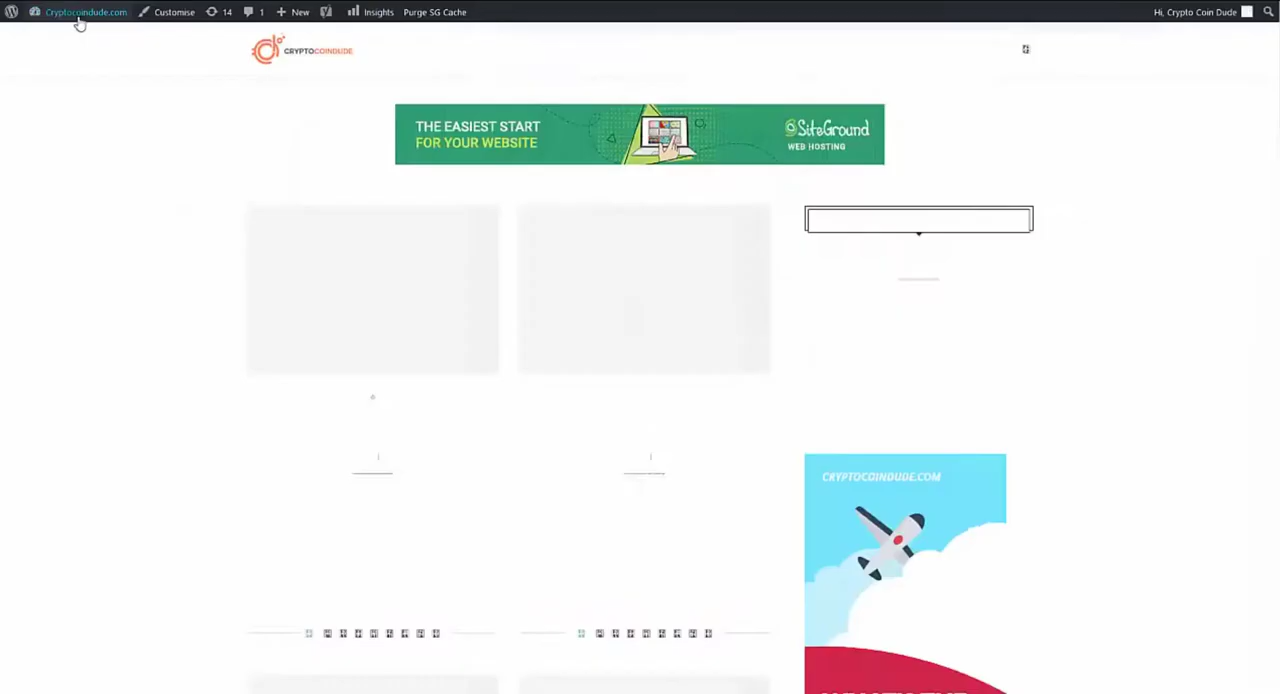 Cryptocoindude.com Customise 14 1 New Insights Purge SG Cache Hi, Crypto Coin Dude
CRYPTOCOINDUDE
THE EASIEST START
FOR YOUR WEBSITE
SiteGround
WEB HOSTING
CRYPTOCOINDUDE.COM